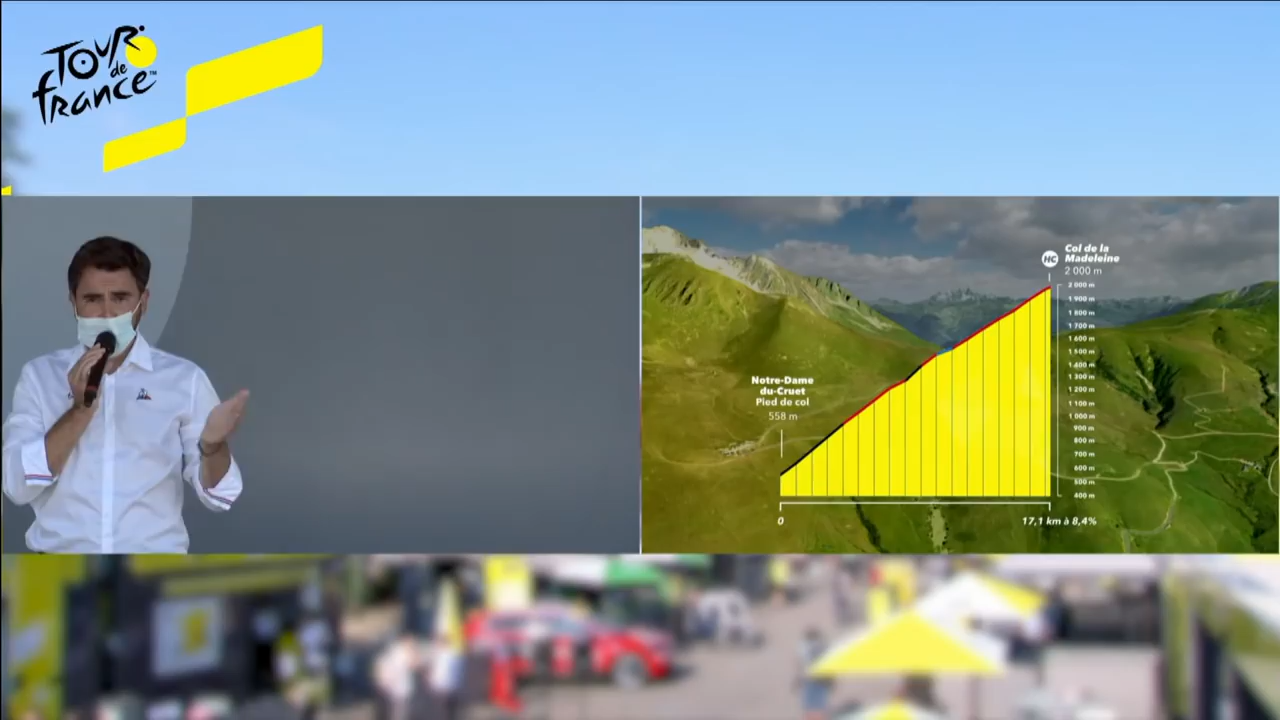 TOUR
de
france™
HC
Col de la
Madeleine
2 000 m
2 000 m
1 900 m
1 800 m
1 700 m
1 600 m
1 500 m
1 400 m
1 300 m
1 200 m
1 100 m
1 000 m
900 m
800 m
700 m
600 m
500 m
400 m
Notre-Dame
du-Cruet
Pied de col
558 m
0
17,1 km à 8,4%